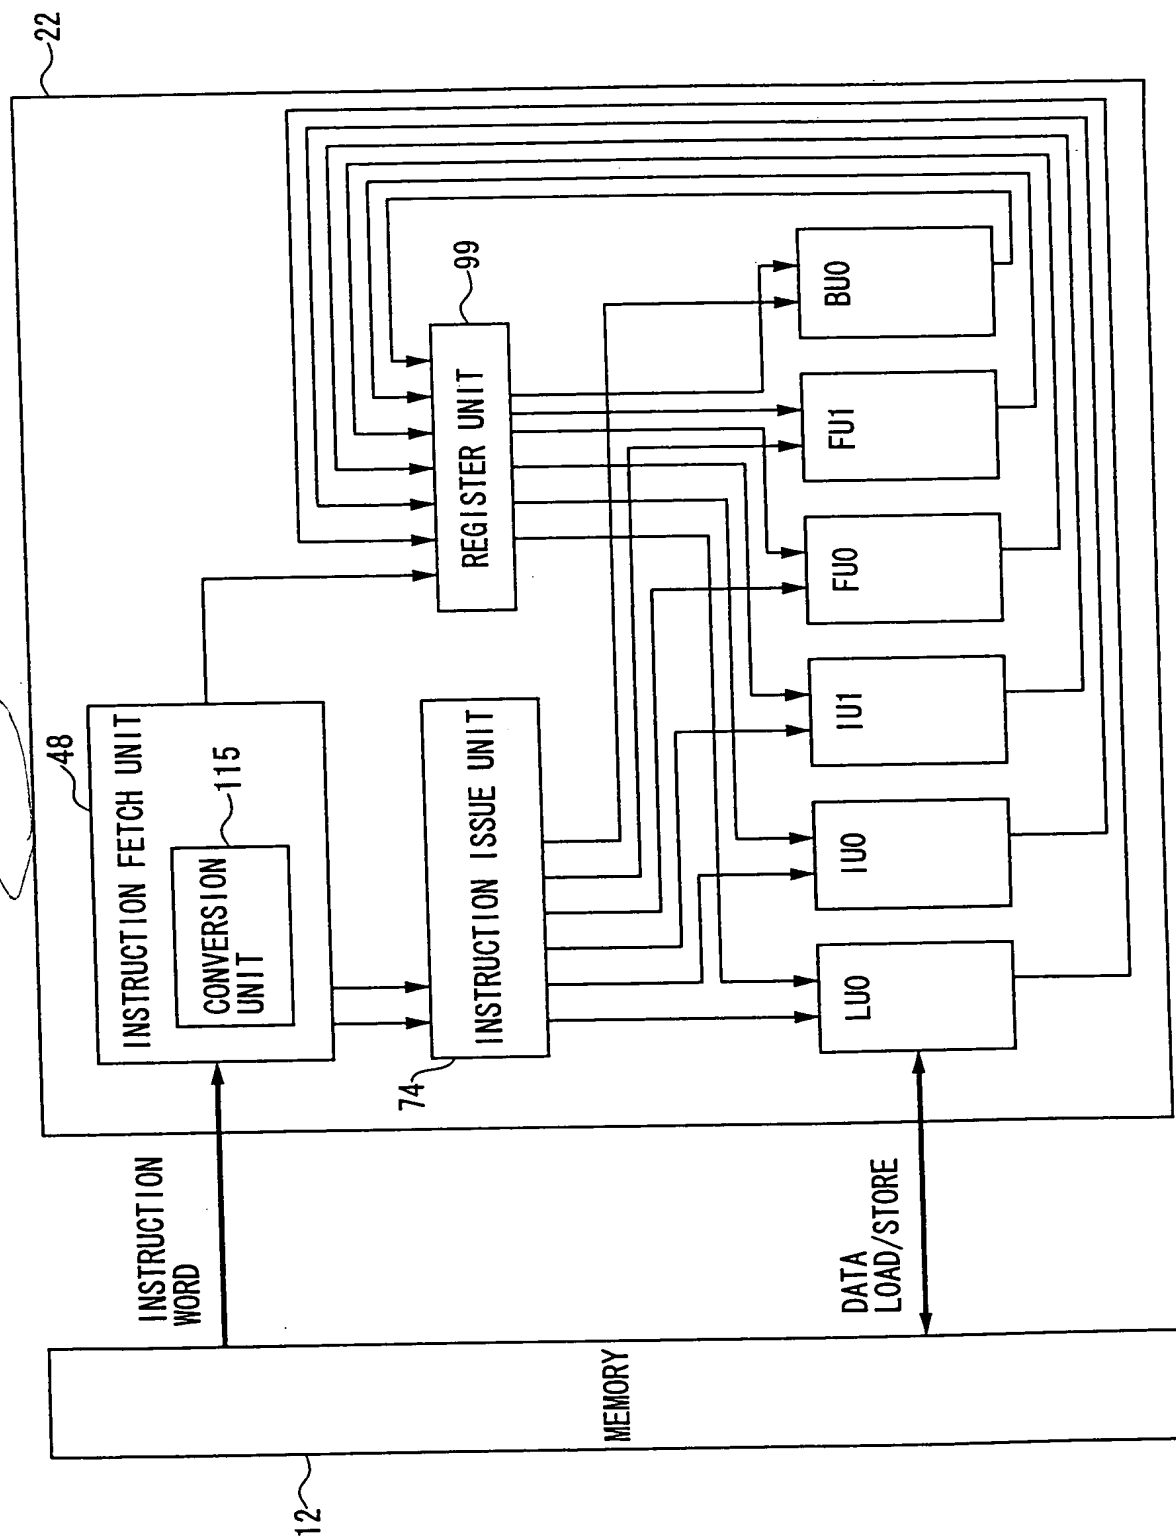 22
48
INSTRUCTION FETCH UNIT
115
CONVERSION
UNIT
INSTRUCTION
WORD
99
REGISTER UNIT
74
INSTRUCTION ISSUE UNIT
LU0
IU0
IU1
FU0
FU1
BU0
DATA
LOAD/STORE
MEMORY
12